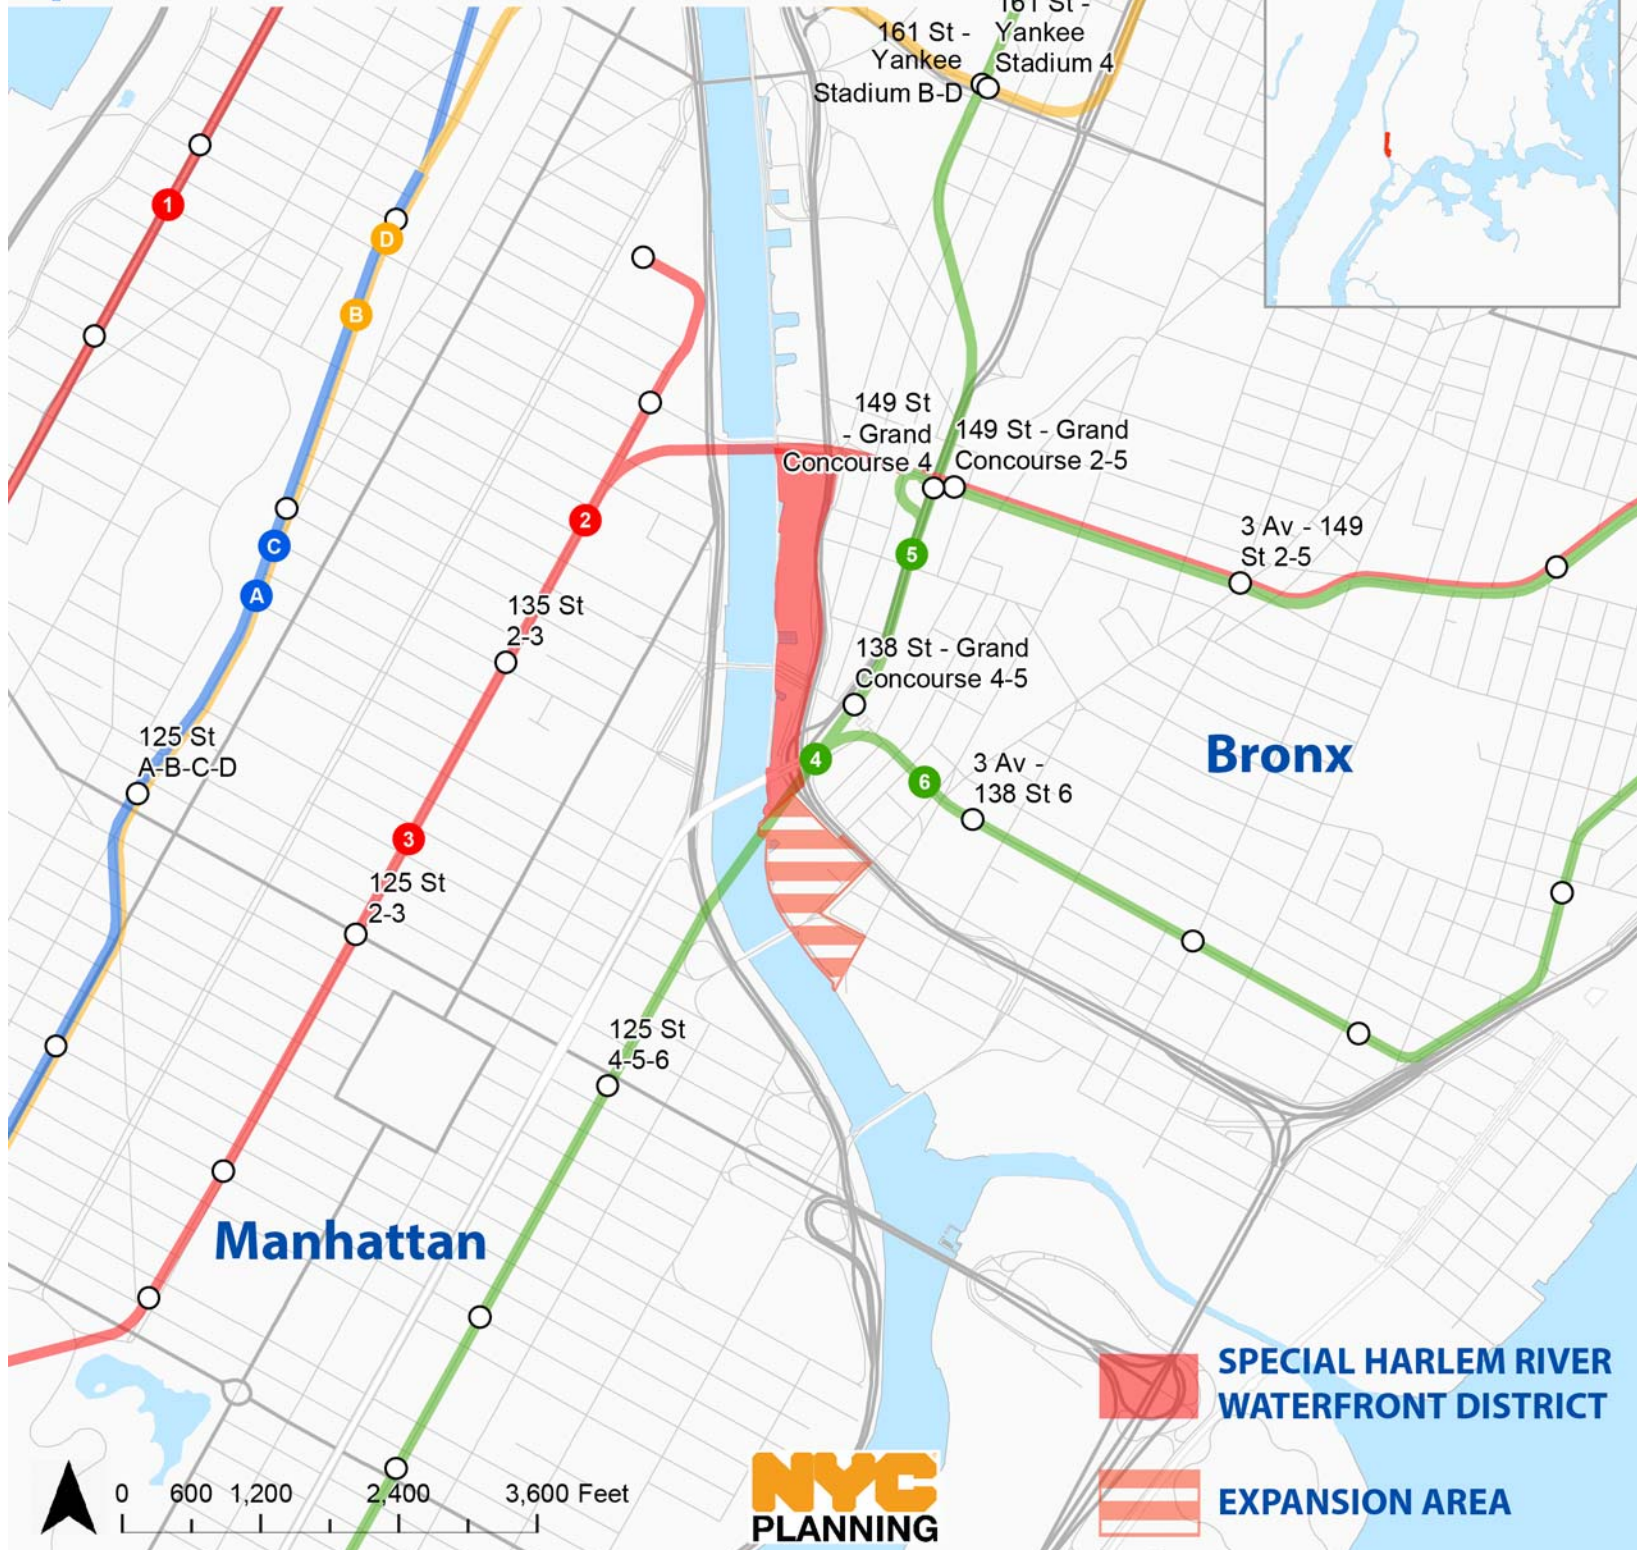 161 St -
Yankee
Stadium 4
161 St -
Yankee
Stadium B-D
1
D
B
149 St
- Grand
Concourse 4
149 St - Grand
Concourse 2-5
2
3 Av - 149
St 2-5
C
5
A
135 St
2-3
138 St - Grand
Concourse 4-5
125 St
A-B-C-D
4
6
3 Av -
138 St 6
Bronx
3
125 St
2-3
125 St
4-5-6
Manhattan
SPECIAL HARLEM RIVER
WATERFRONT DISTRICT
EXPANSION AREA
0 600 1,200 2,400 3,600 Feet
NYC
PLANNING